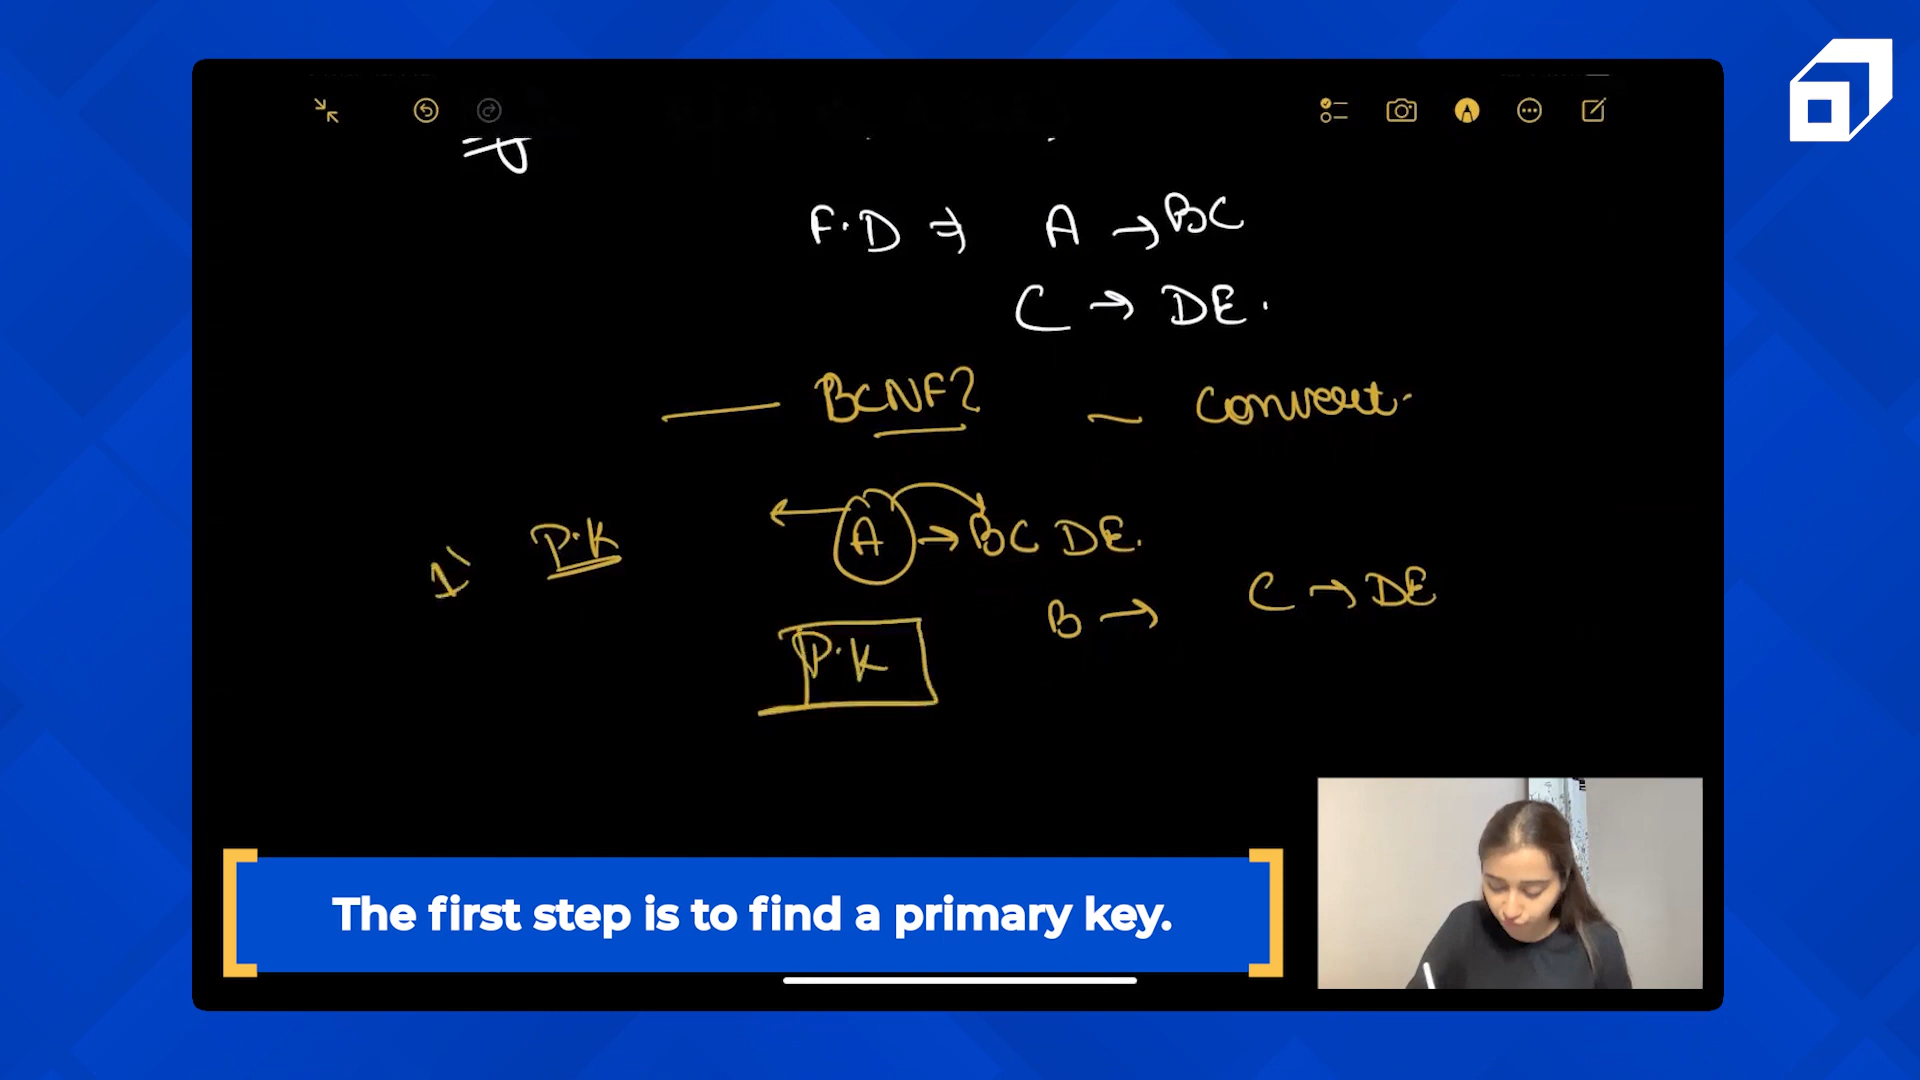 F.D ⇒ A → BC
C → DE.
— BCNF? — Convert.
1) P.K A → BC DE.
B → C → DE
P.K
The first step is to find a primary key.